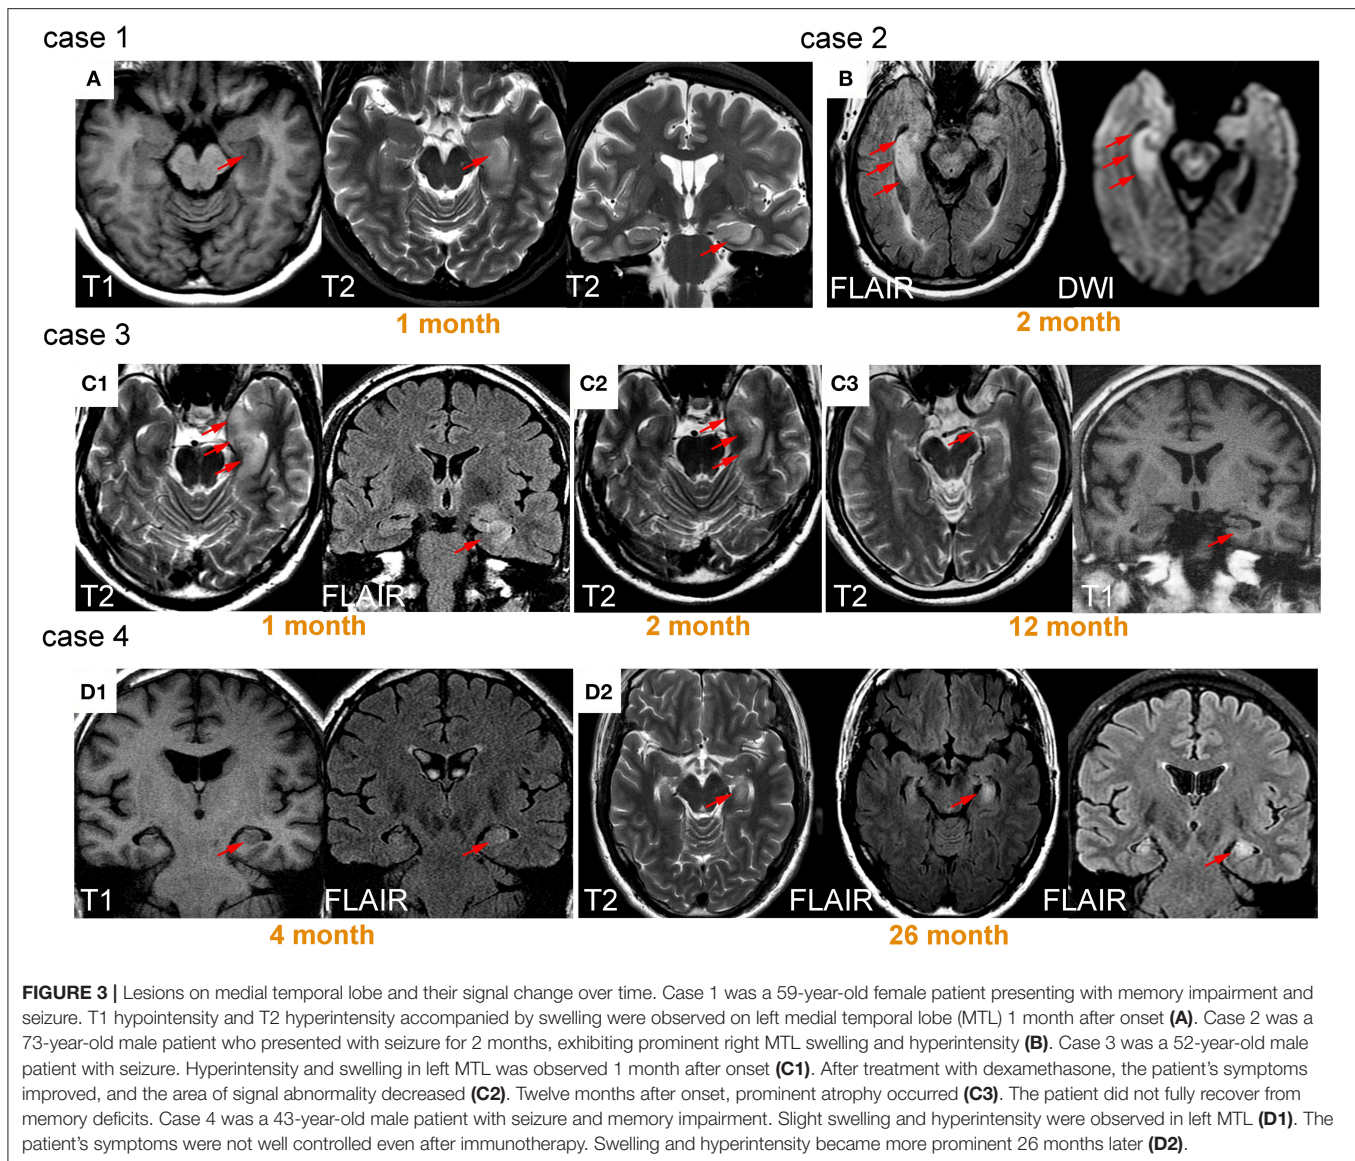 case 1
case 2
A
B
T1
T2
T2
FLAIR
DWI
1 month
2 month
case 3
C1
C2
C3
T2
FLAIR
T2
T2
T1
1 month
2 month
12 month
case 4
D1
D2
T1
FLAIR
T2
FLAIR
FLAIR
4 month
26 month
FIGURE 3 | Lesions on medial temporal lobe and their signal change over time. Case 1 was a 59-year-old female patient presenting with memory impairment and
seizure. T1 hypointensity and T2 hyperintensity accompanied by swelling were observed on left medial temporal lobe (MTL) 1 month after onset (A). Case 2 was a
73-year-old male patient who presented with seizure for 2 months, exhibiting prominent right MTL swelling and hyperintensity (B). Case 3 was a 52-year-old male
patient with seizure. Hyperintensity and swelling in left MTL was observed 1 month after onset (C1). After treatment with dexamethasone, the patient's symptoms
improved, and the area of signal abnormality decreased (C2). Twelve months after onset, prominent atrophy occurred (C3). The patient did not fully recover from
memory deficits. Case 4 was a 43-year-old male patient with seizure and memory impairment. Slight swelling and hyperintensity were observed in left MTL (D1). The
patient's symptoms were not well controlled even after immunotherapy. Swelling and hyperintensity became more prominent 26 months later (D2).